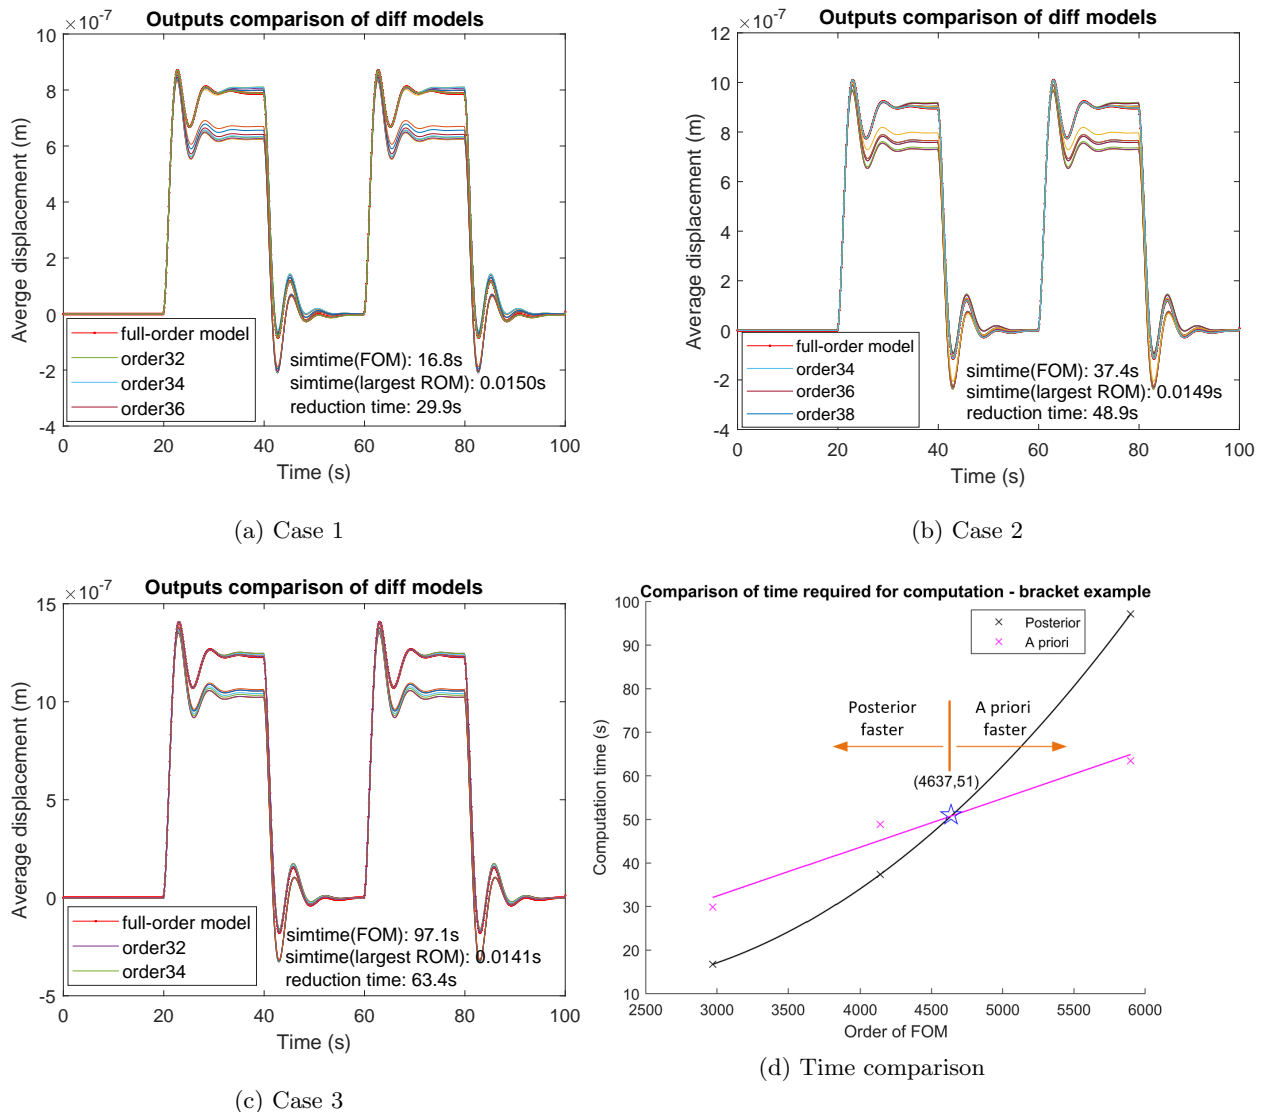 Outputs comparison of diff models
×10-7
10
8
6
4
2
0
-2
-4
Averge displacement (m)
full-order model
order32
order34
order36
simtime(FOM): 16.8s
simtime(largest ROM): 0.0150s
reduction time: 29.9s
0 20 40 60 80 100
Time (s)
(a) Case 1
Outputs comparison of diff models
×10-7
12
10
8
6
4
2
0
-2
-4
Average displacement (m)
full-order model
order34
order36
order38
simtime(FOM): 37.4s
simtime(largest ROM): 0.0149s
reduction time: 48.9s
0 20 40 60 80 100
Time (s)
(b) Case 2
Outputs comparison of diff models
×10-7
15
10
5
0
-5
Average displacement (m)
full-order model
order32
order34
simtime(FOM): 97.1s
simtime(largest ROM): 0.0141s
reduction time: 63.4s
0 20 40 60 80 100
Time (s)
(c) Case 3
Comparison of time required for computation - bracket example
100
90
80
70
60
50
40
30
20
10
Computation time (s)
Posterior
A priori
Posterior
faster
A priori
faster
(4637,51)
2500 3000 3500 4000 4500 5000 5500 6000
Order of FOM
(d) Time comparison